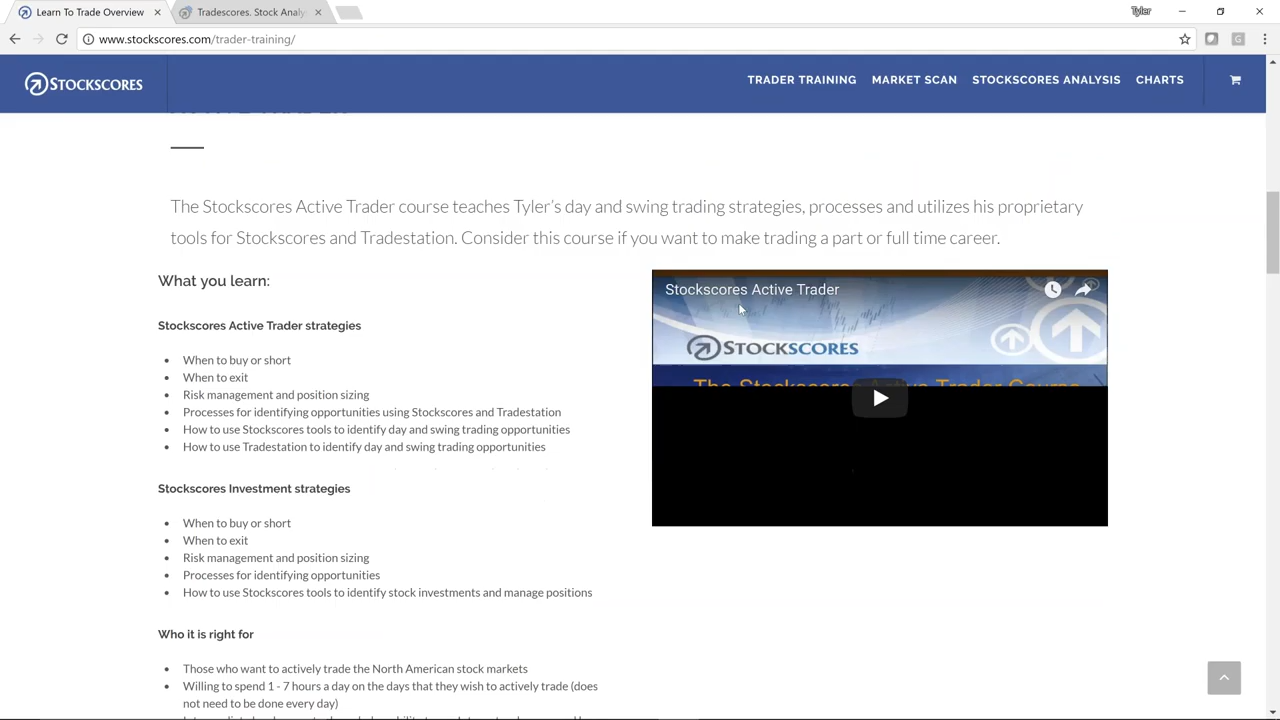 Learn To Trade Overview
Tradescores. Stock Analy
Tyler
www.stockscores.com/trader-training/
STOCKSCORES
TRADER TRAINING
MARKET SCAN
STOCKSCORES ANALYSIS
CHARTS
The Stockscores Active Trader course teaches Tyler’s day and swing trading strategies, processes and utilizes his proprietary
tools for Stockscores and Tradestation. Consider this course if you want to make trading a part or full time career.
What you learn:
Stockscores Active Trader strategies
When to buy or short
When to exit
Risk management and position sizing
Processes for identifying opportunities using Stockscores and Tradestation
How to use Stockscores tools to identify day and swing trading opportunities
How to use Tradestation to identify day and swing trading opportunities
Stockscores Active Trader
STOCKSCORES
The Stockscores Active Trader Course
Stockscores Investment strategies
When to buy or short
When to exit
Risk management and position sizing
Processes for identifying opportunities
How to use Stockscores tools to identify stock investments and manage positions
Who it is right for
Those who want to actively trade the North American stock markets
Willing to spend 1 - 7 hours a day on the days that they wish to actively trade (does
not need to be done every day)